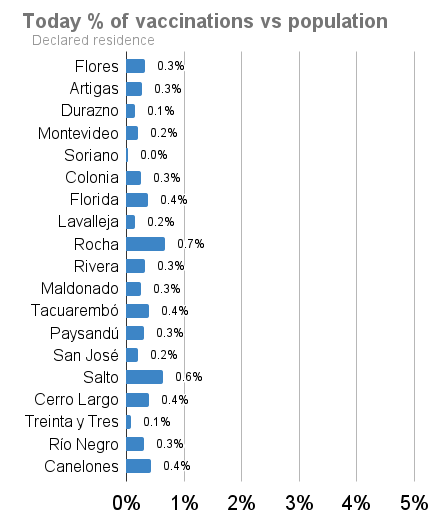 Today % of vaccinations vs population
Declared residence
Flores 0.3%
Artigas 0.3%
Durazno 0.1%
Montevideo 0.2%
Soriano 0.0%
Colonia 0.3%
Florida 0.4%
Lavalleja 0.2%
Rocha 0.7%
Rivera 0.3%
Maldonado 0.3%
Tacuarembó 0.4%
Paysandú 0.3%
San José 0.2%
Salto 0.6%
Cerro Largo 0.4%
Treinta y Tres 0.1%
Río Negro 0.3%
Canelones 0.4%
0% 1% 2% 3% 4% 5%